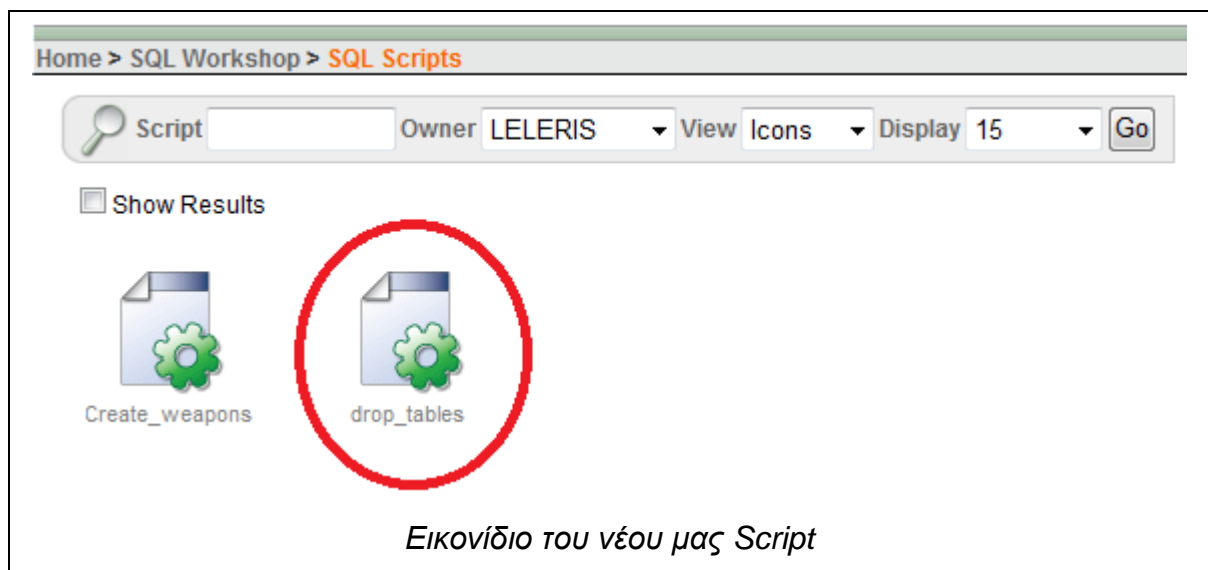 Home > SQL Workshop > SQL Scripts
Script Owner LELERIS View Icons Display 15 Go
Show Results
Create_weapons drop_tables
Εικονίδιο του νέου μας Script